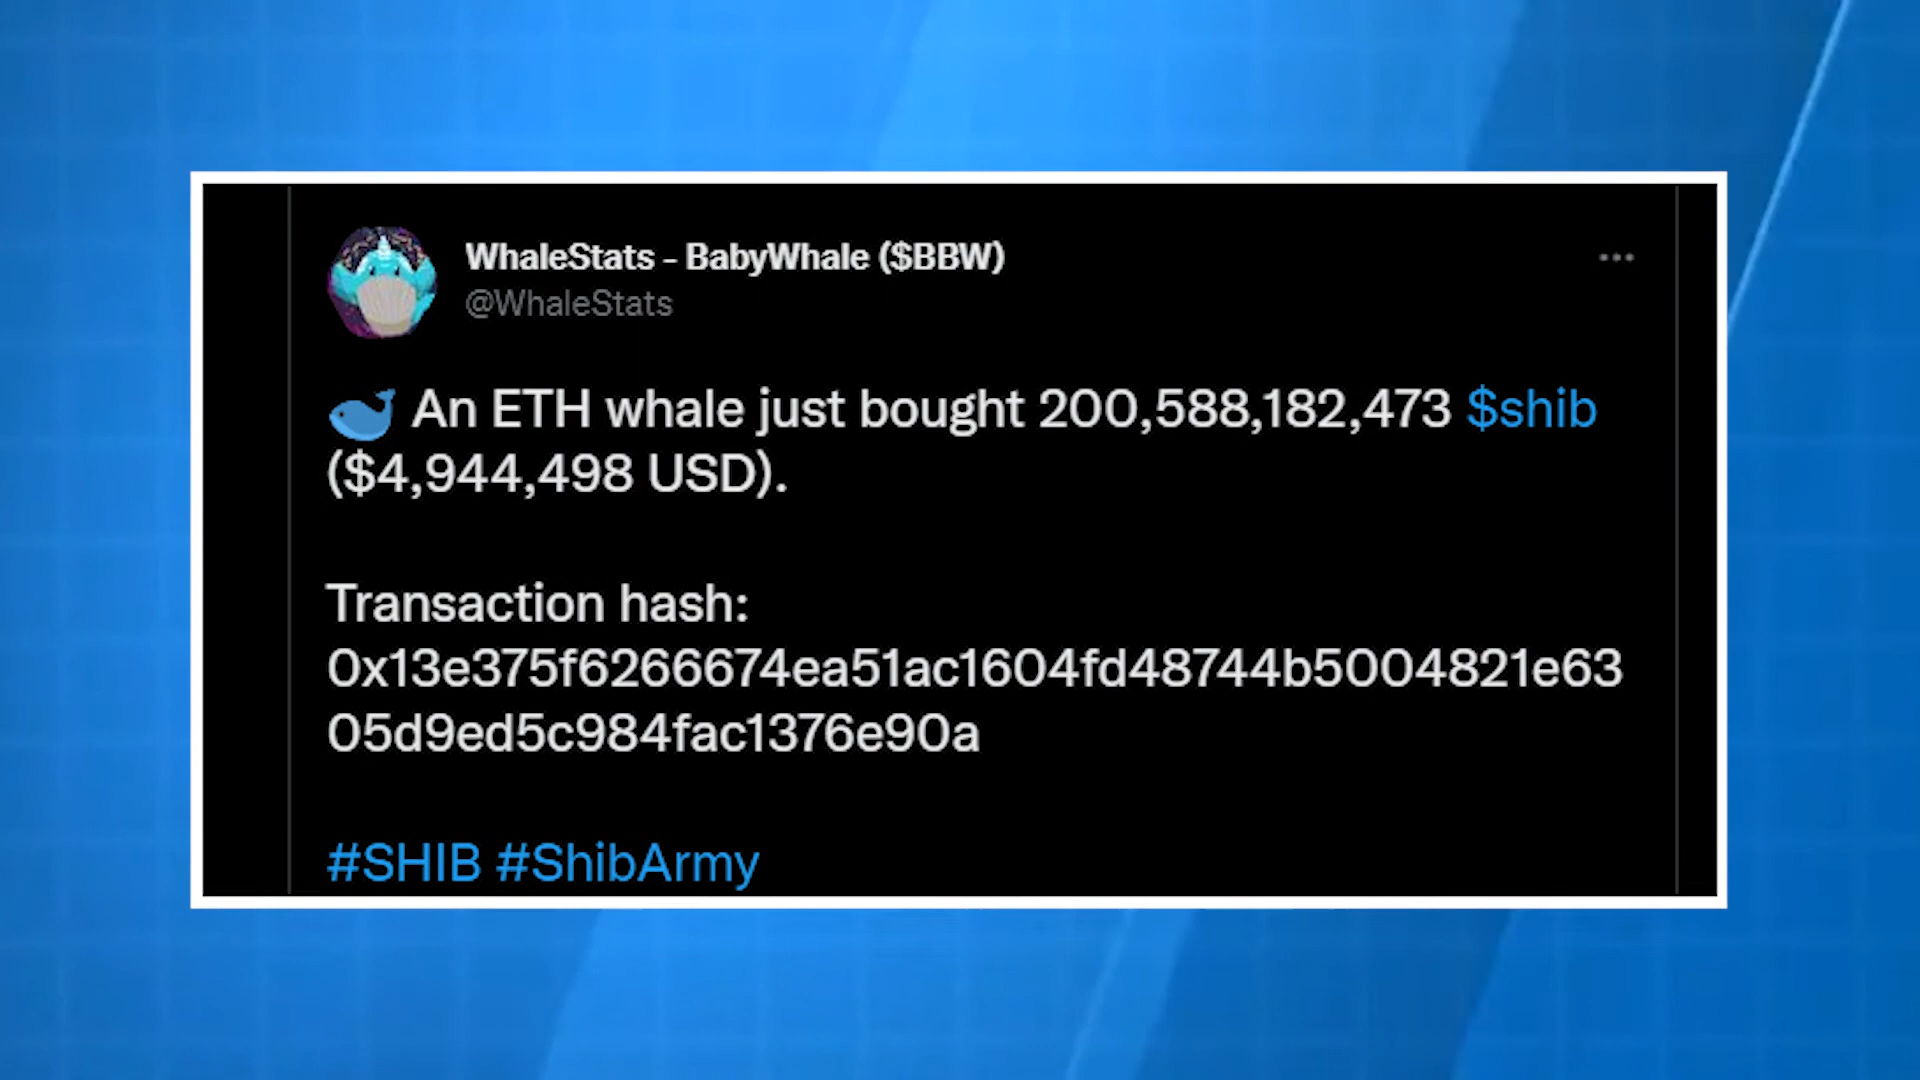 WhaleStats - BabyWhale ($BBW)
@WhaleStats
🐳 An ETH whale just bought 200,588,182,473 $shib
($4,944,498 USD).
Transaction hash:
0x13e375f6266674ea51ac1604fd48744b5004821e63
05d9ed5c984fac1376e90a
#SHIB #ShibArmy